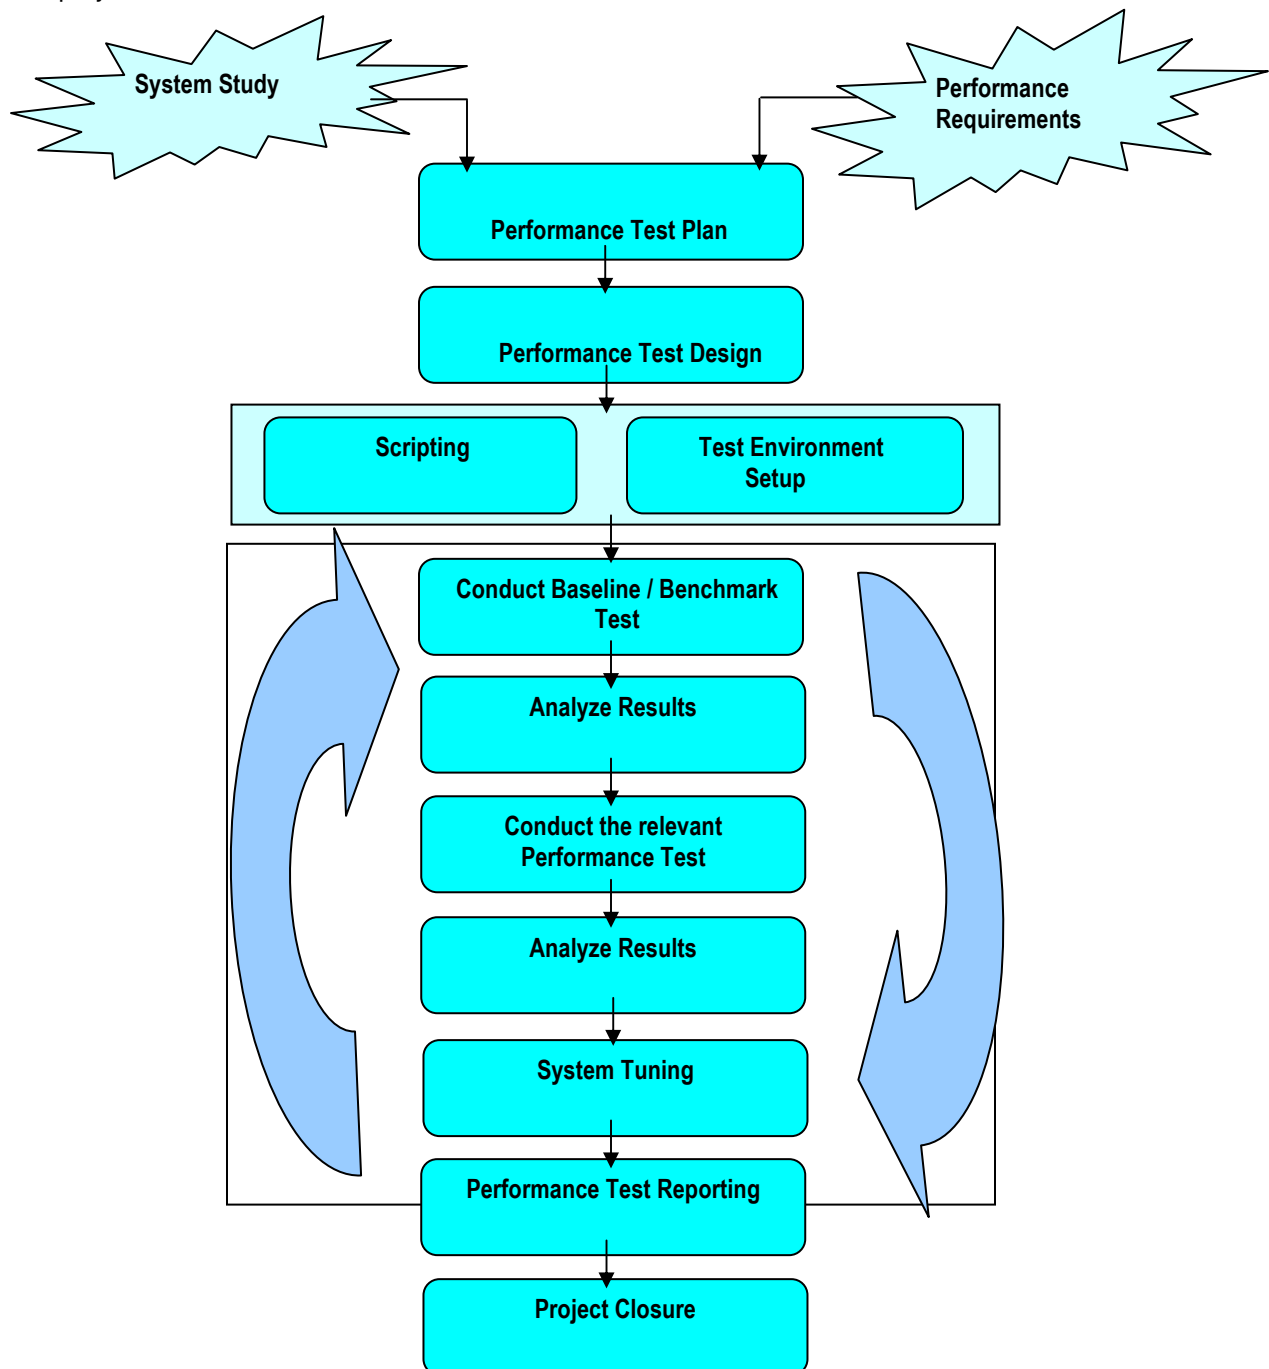 System Study
Performance
Requirements
Performance Test Plan
Performance Test Design
Scripting
Test Environment
Setup
Conduct Baseline / Benchmark
Test
Analyze Results
Conduct the relevant
Performance Test
Analyze Results
System Tuning
Performance Test Reporting
Project Closure